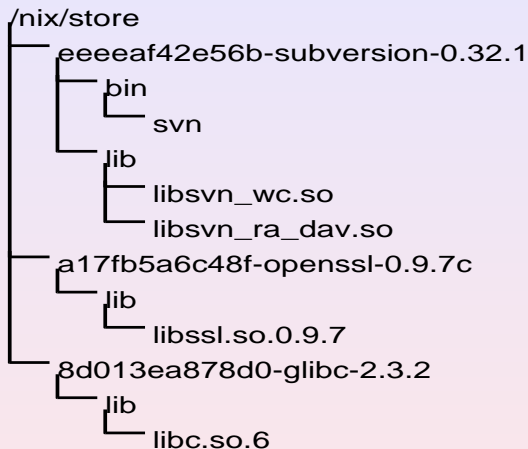 /nix/store
eeeeaf42e56b-subversion-0.32.1
bin
svn
lib
libsvn_wc.so
libsvn_ra_dav.so
a17fb5a6c48f-openssl-0.9.7c
lib
libssl.so.0.9.7
8d013ea878d0-glibc-2.3.2
lib
libc.so.6